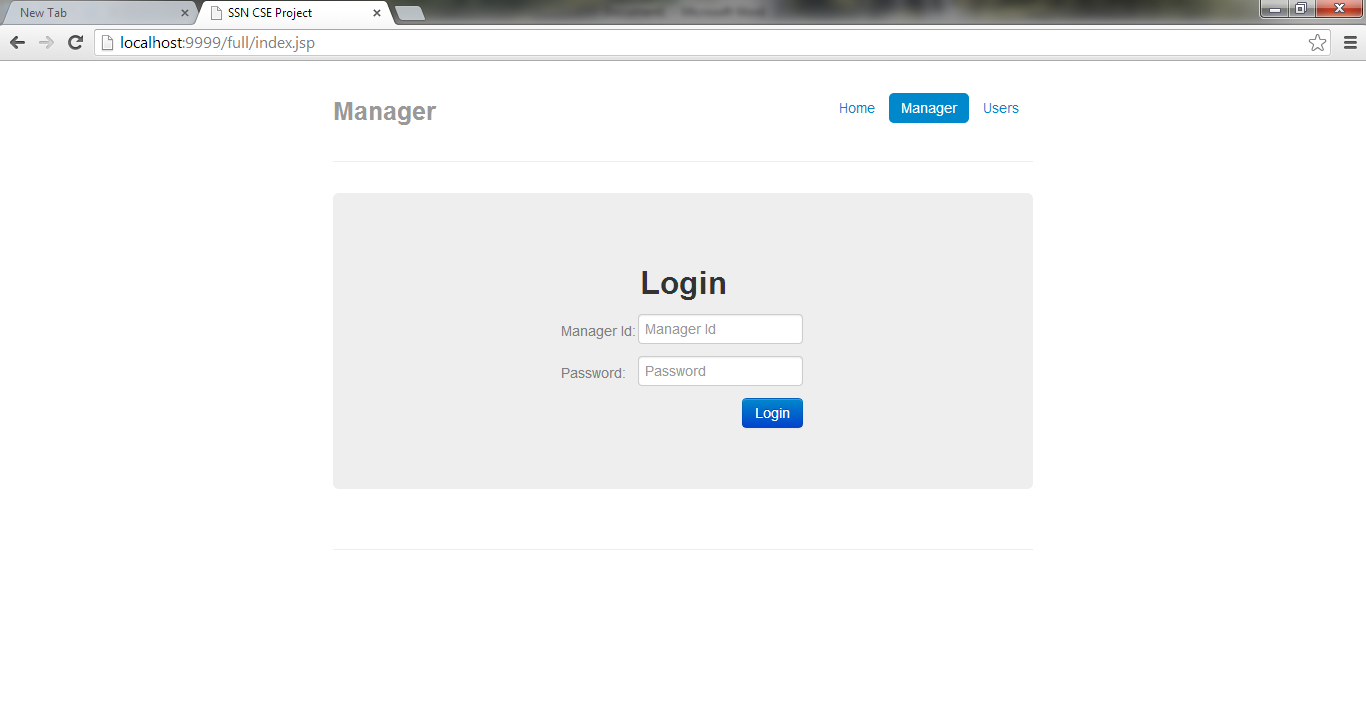 New Tab
SSN CSE Project
localhost:9999/full/index.jsp
Manager
Home Manager Users
Login
Manager Id: Manager Id
Password: Password
Login